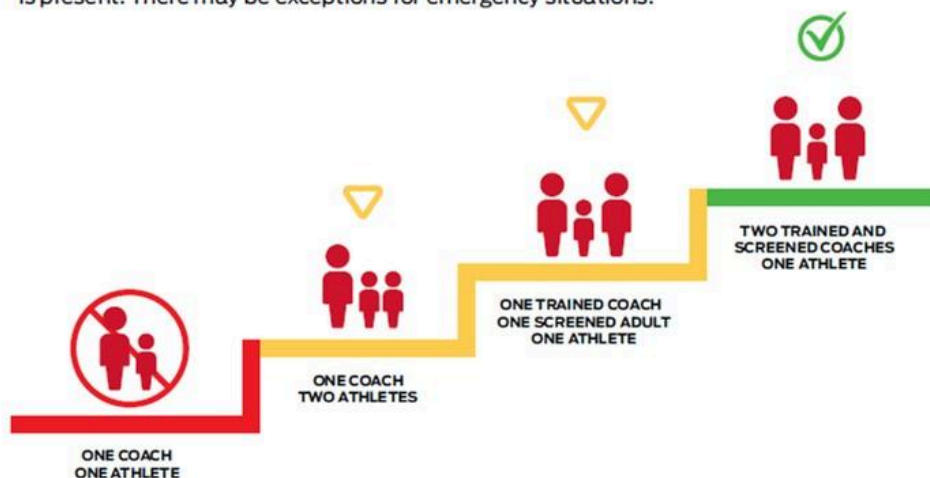 is present. There may be exceptions for emergency situations.
TWO TRAINED AND
SCREENED COACHES
ONE ATHLETE
ONE TRAINED COACH
ONE SCREENED ADULT
ONE ATHLETE
ONE COACH
TWO ATHLETES
ONE COACH
ONE ATHLETE